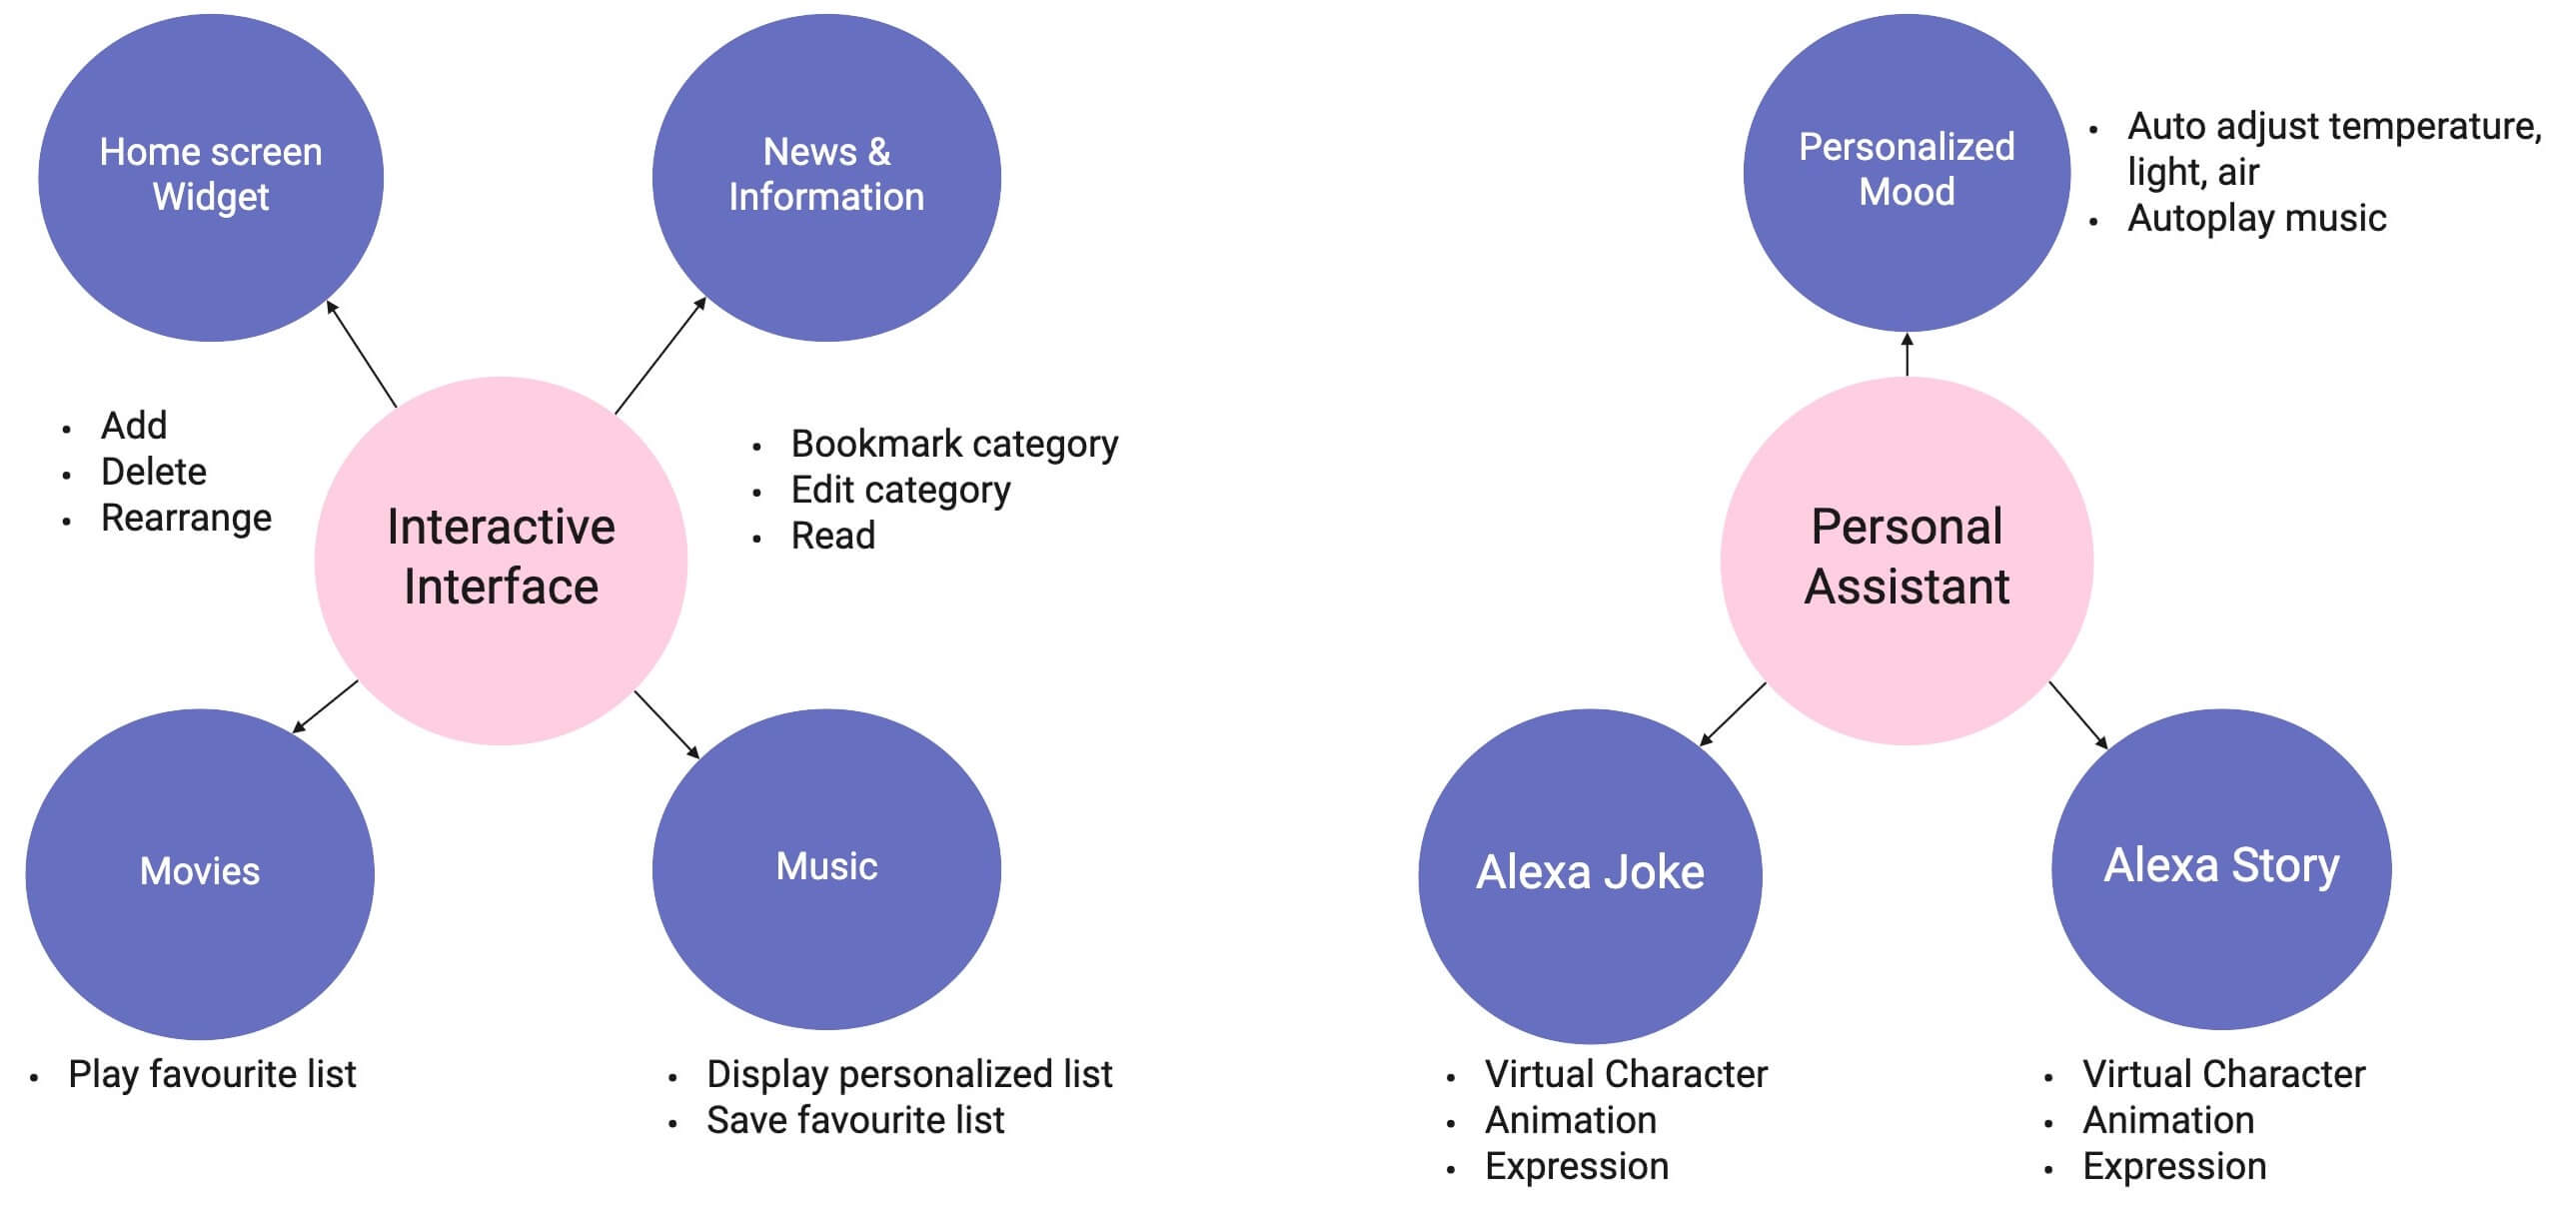 Home screen
Widget
News &
Information
• Add
• Delete
• Rearrange
• Bookmark category
• Edit category
• Read
Interactive
Interface
Movies
Music
• Play favourite list
• Display personalized list
• Save favourite list
Personalized
Mood
• Auto adjust temperature,
light, air
• Autoplay music
Personal
Assistant
Alexa Joke
Alexa Story
• Virtual Character
• Animation
• Expression
• Virtual Character
• Animation
• Expression